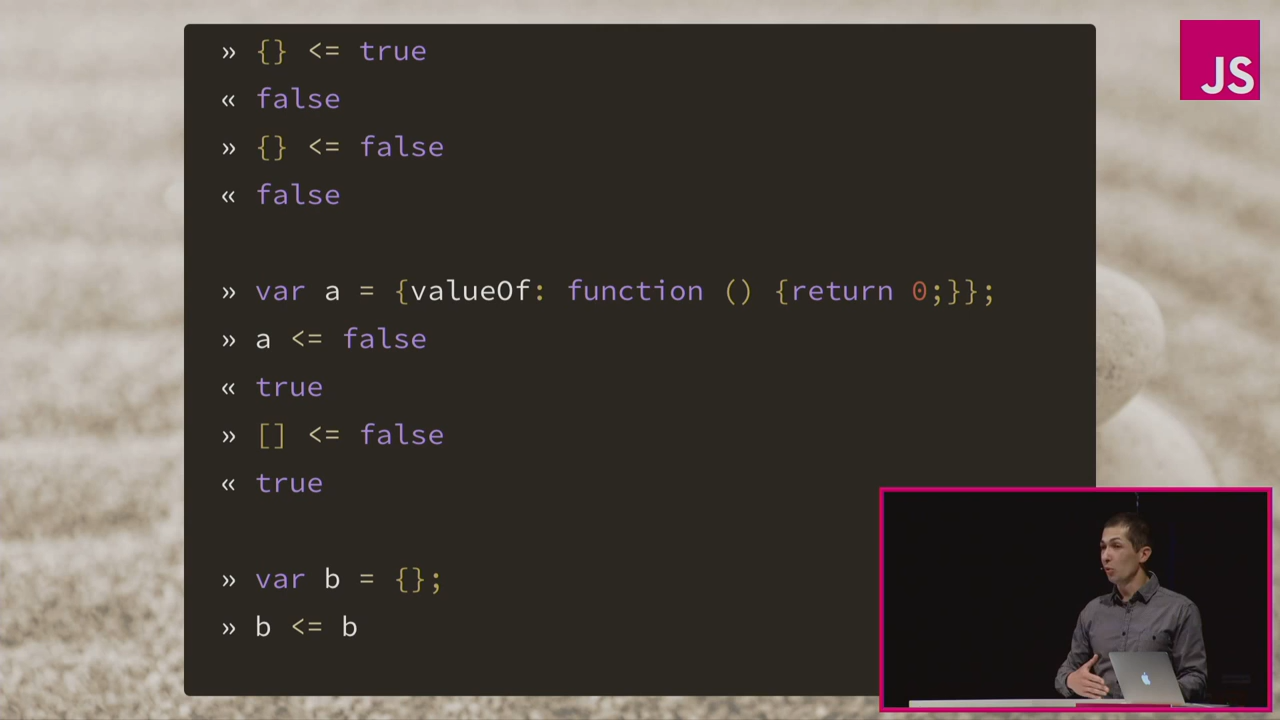 » {} <= true
« false
» {} <= false
« false
» var a = {valueOf: function () {return 0;}};
» a <= false
« true
» [] <= false
« true
» var b = {};
» b <= b
JS